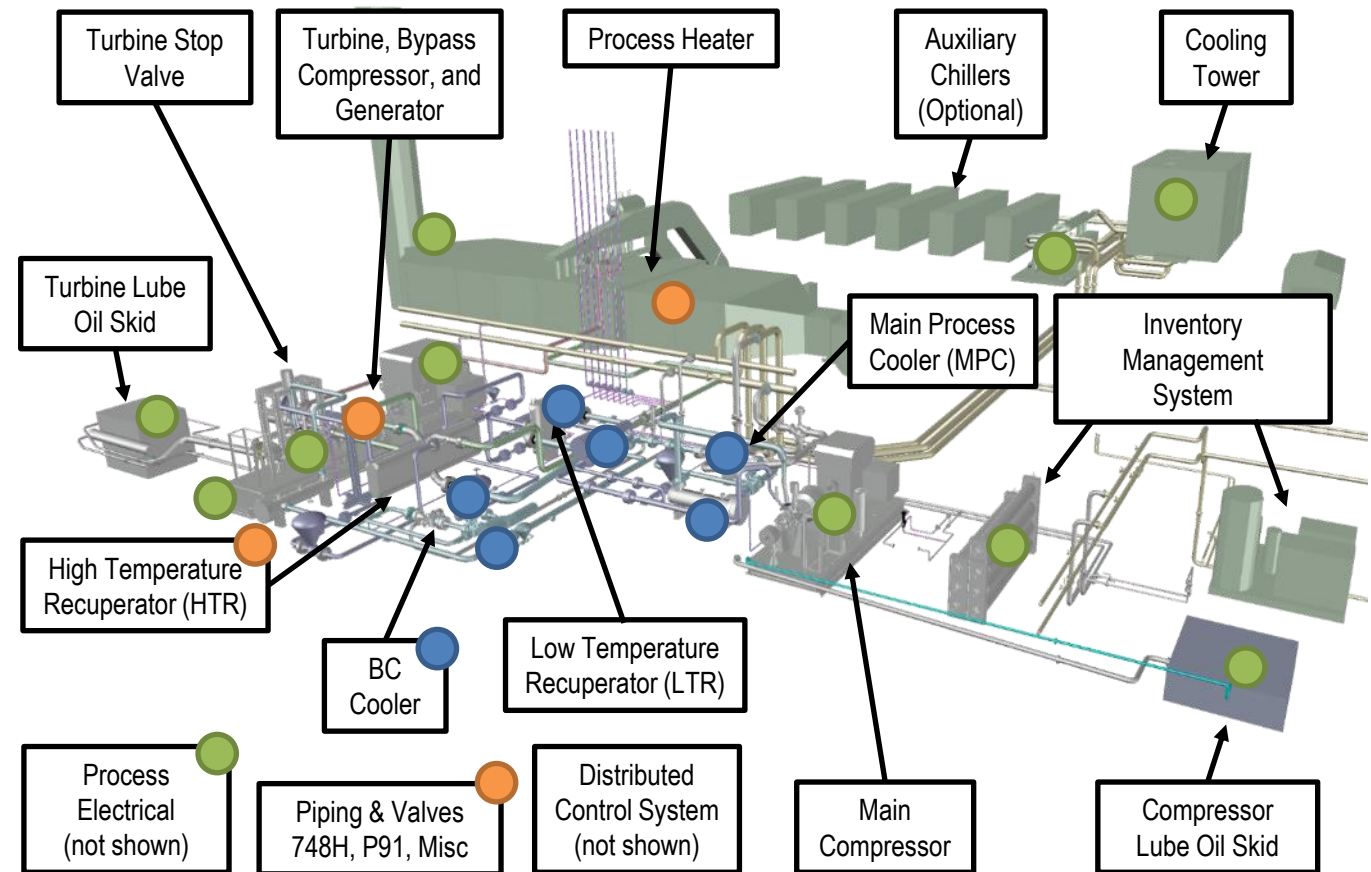 Turbine Stop
Valve
Turbine, Bypass
Compressor, and
Generator
Process Heater
Auxiliary
Chillers
(Optional)
Cooling
Tower
Turbine Lube
Oil Skid
Main Process
Cooler (MPC)
Inventory
Management
System
High Temperature
Recuperator (HTR)
BC
Cooler
Low Temperature
Recuperator (LTR)
Process
Electrical
(not shown)
Piping & Valves
748H, P91, Misc
Distributed
Control System
(not shown)
Main
Compressor
Compressor
Lube Oil Skid